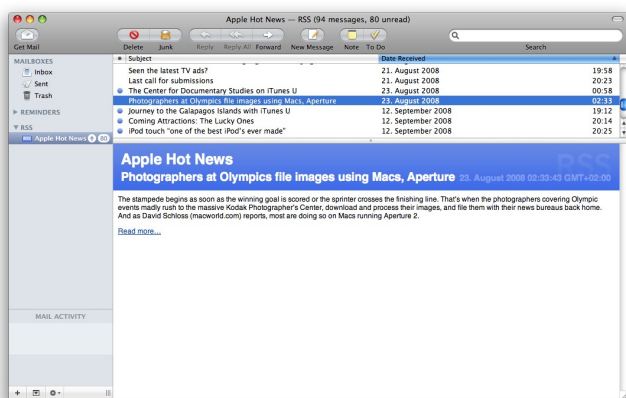 Apple Hot News — RSS (94 messages, 80 unread)
Get Mail Delete Junk Reply Reply All Forward New Message Note To Do Search
MAILBOXES
Inbox
Sent
Trash
REMINDERS
RSS
Apple Hot News 80
Subject Date Received
Seen the latest TV ads? 21. August 2008 19:58
Last call for submissions 21. August 2008 20:23
The Center for Documentary Studies on iTunes U 23. August 2008 00:58
Photographers at Olympics file images using Macs, Aperture 23. August 2008 02:33
Journey to the Galapagos Islands with iTunes U 12. September 2008 19:12
Coming Attractions: The Lucky Ones 12. September 2008 20:14
iPod touch "one of the best iPod's ever made" 12. September 2008 20:25
Apple Hot News RSS
Photographers at Olympics file images using Macs, Aperture 23. August 2008 02:33:43 GMT+02:00
The stampede begins as soon as the winning goal is scored or the sprinter crosses the finishing line. That's when the photographers covering Olympic
events madly rush to the massive Kodak Photographer's Center, download and process their images, and file them with their news bureaus back home.
And as David Schloss (macworld.com) reports, most are doing so on Macs running Aperture 2.
Read more…
MAIL ACTIVITY